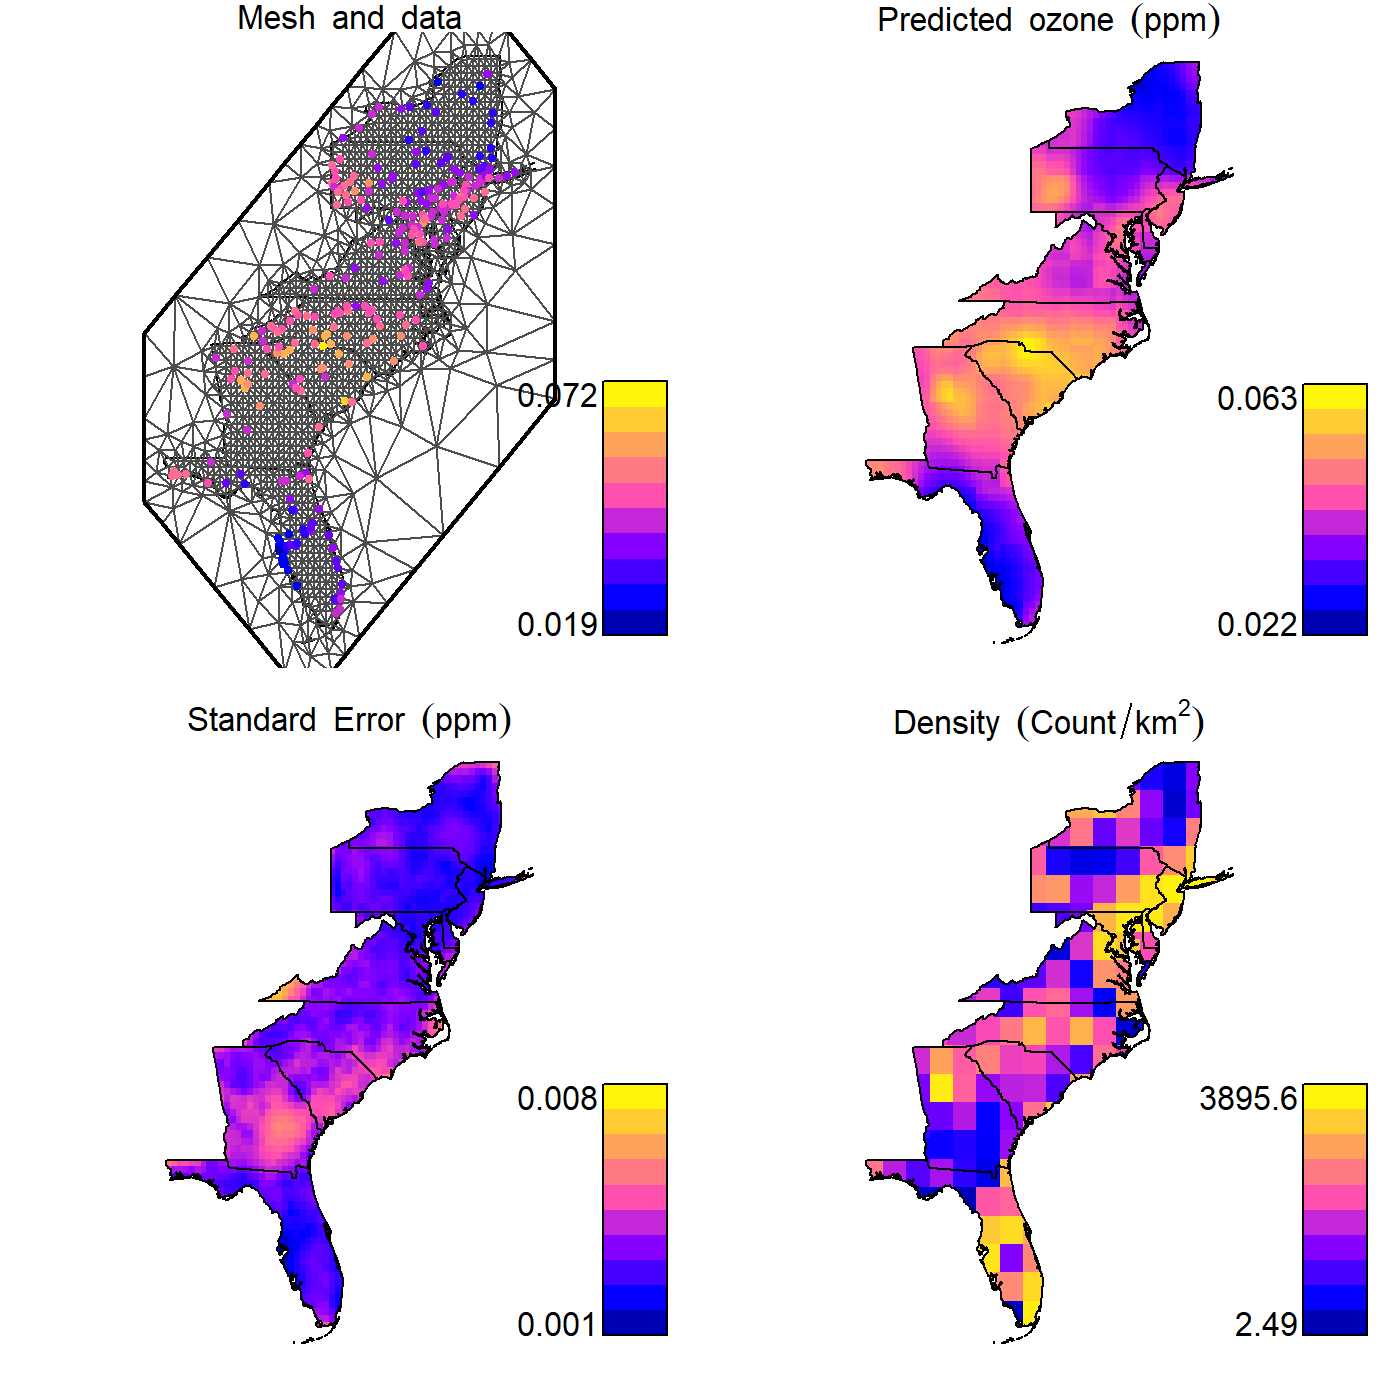 Mesh and data
Predicted ozone (ppm)
0.072
0.019
0.063
0.022
Standard Error (ppm)
Density (Count/km²)
0.008
0.001
3895.6
2.49